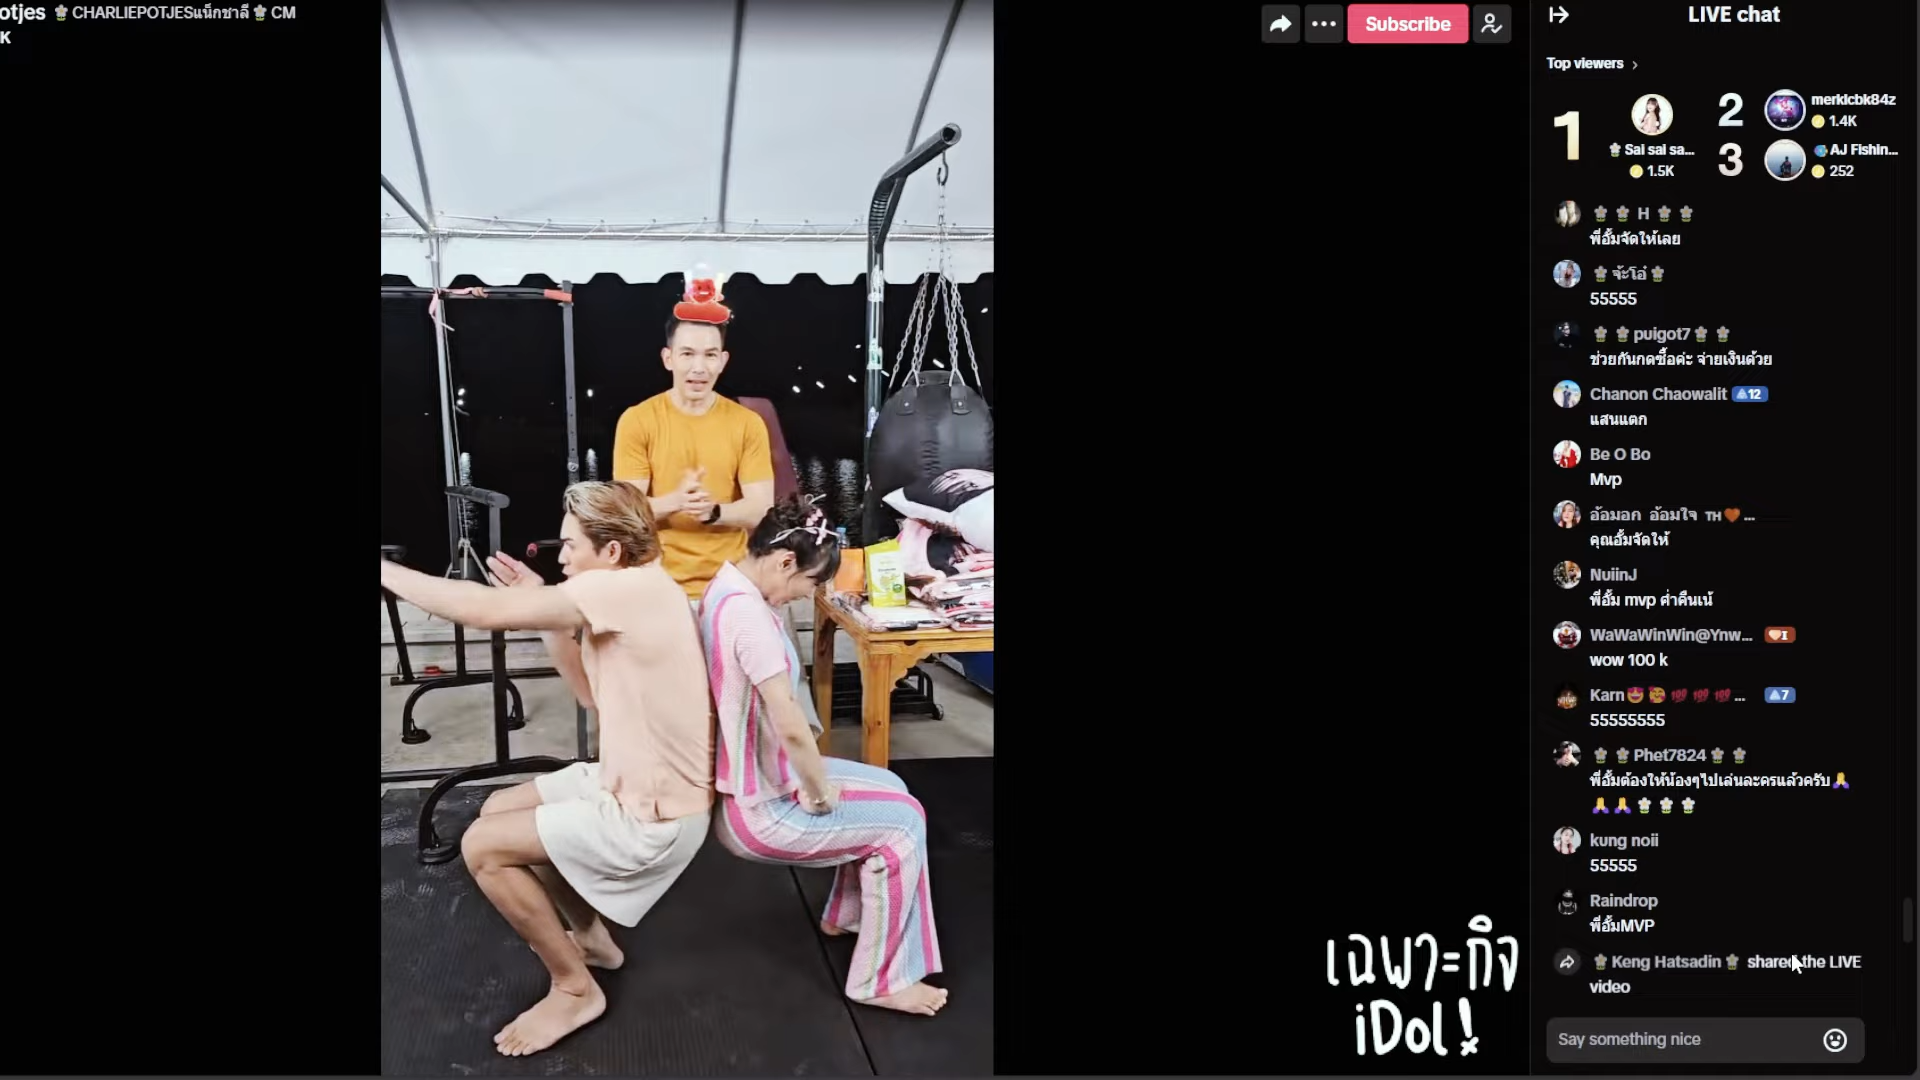 otjes CHARLIEPOTJESแน็กชาลี CM
K
Subscribe
LIVE chat
Top viewers
1
Sai sai sa...
1.5K
2
merklcbk84z
1.4K
3
AJ Fishin...
252
H
พี่อั้มจัดให้เลย
จ้ะโอ๋
55555
puigot7
ช่วยกันกดซื้อค่ะ จ่ายเงินด้วย
Chanon Chaowalit 12
แสนแตก
Be O Bo
Mvp
อ้อมอก อ้อมใจ TH...
คุณอั้มจัดให้
NuiinJ
พี่อั้ม mvp ค่ำคืนเน้
WaWaWinWin@Ynw... I
wow 100 k
Karn ... 7
55555555
Phet7824
พี่อั้มต้องให้น้องๆไปเล่นละครแล้วครับ
kung noii
55555
Raindrop
พี่อั้มMVP
Keng Hatsadin shared the LIVE
video
Say something nice
เฉพาะกิจ
iDol!